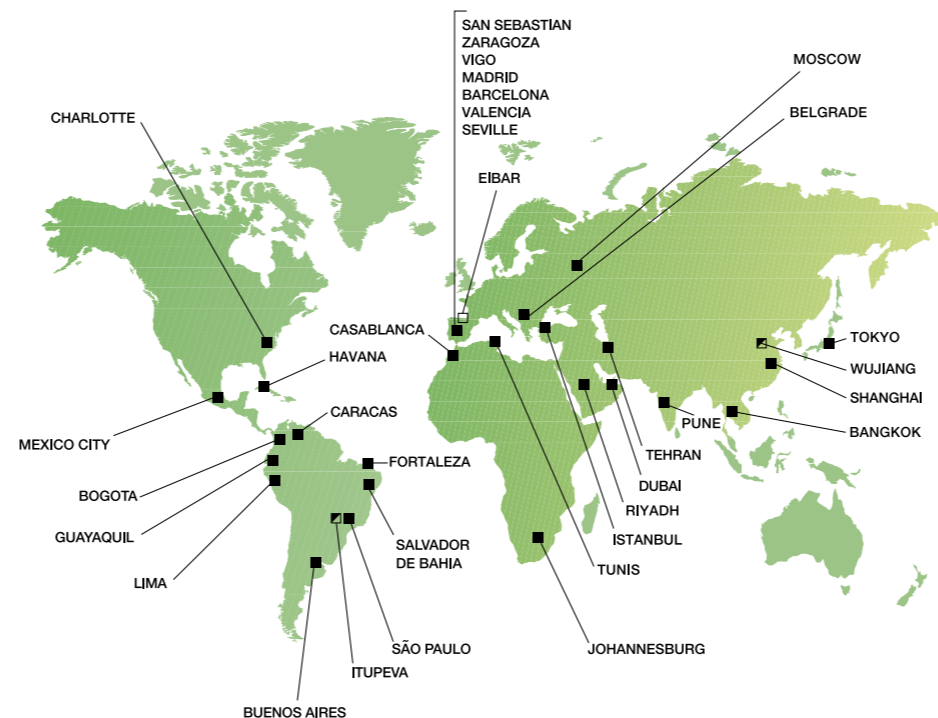 SAN SEBASTIAN
ZARAGOZA
VIGO
MADRID
BARCELONA
VALENCIA
SEVILLE
MOSCOW
BELGRADE
CHARLOTTE
EIBAR
CASABLANCA
HAVANA
TOKYO
WUJIANG
SHANGHAI
CARACAS
MEXICO CITY
PUNE
BANGKOK
TEHRAN
FORTALEZA
DUBAI
BOGOTA
RIYADH
GUAYAQUIL
ISTANBUL
SALVADOR
DE BAHIA
TUNIS
LIMA
SÃO PAULO
JOHANNESBURG
ITUPEVA
BUENOS AIRES